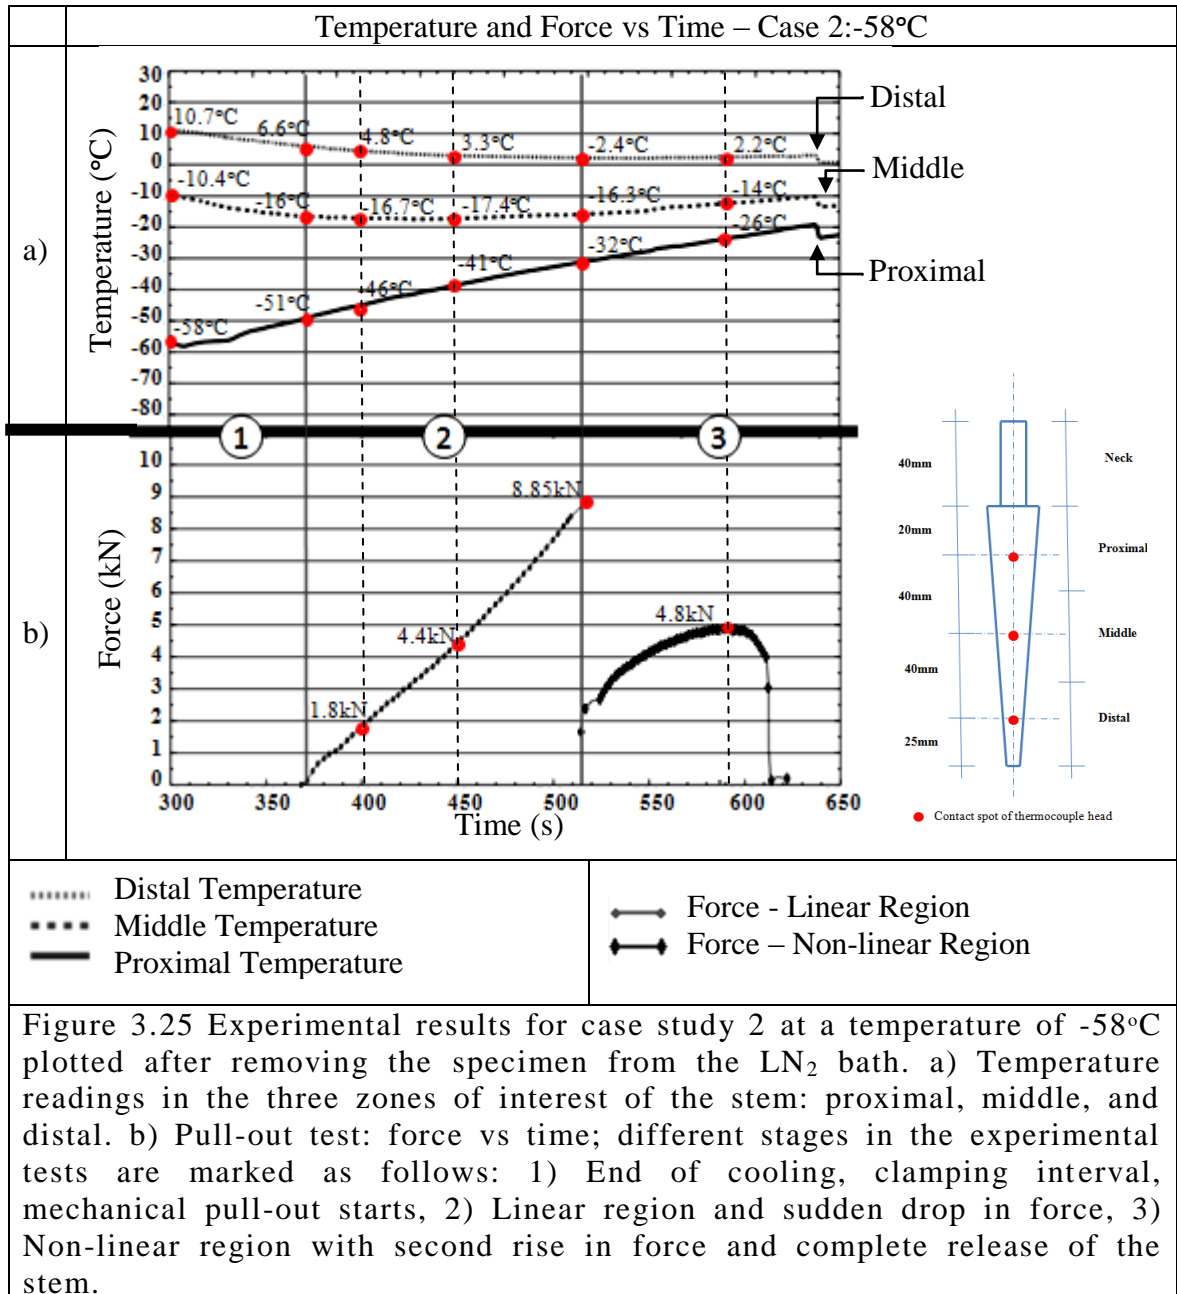 Temperature and Force vs Time – Case 2:-58°C
a)
Temperature (°C)
30
20
10
0
-10
-20
-30
-40
-50
-60
-70
-80
10.7°C
6.6°C
4.8°C
3.3°C
-2.4°C
2.2°C
-10.4°C
-16°C
-16.7°C
-17.4°C
-16.3°C
-14°C
-58°C
-51°C
-46°C
-41°C
-32°C
-26°C
Distal
Middle
Proximal
1
2
3
b)
Force (kN)
10
9
8
7
6
5
4
3
2
1
0
1.8kN
4.4kN
8.85kN
4.8kN
300 350 400 450 500 550 600 650
Time (s)
40mm
Neck
20mm
Proximal
40mm
Middle
40mm
Distal
25mm
Contact spot of thermocouple head
Distal Temperature
Middle Temperature
Proximal Temperature
Force - Linear Region
Force – Non-linear Region
Figure 3.25 Experimental results for case study 2 at a temperature of -58°C
plotted after removing the specimen from the LN2 bath. a) Temperature
readings in the three zones of interest of the stem: proximal, middle, and
distal. b) Pull-out test: force vs time; different stages in the experimental
tests are marked as follows: 1) End of cooling, clamping interval,
mechanical pull-out starts, 2) Linear region and sudden drop in force, 3)
Non-linear region with second rise in force and complete release of the
stem.